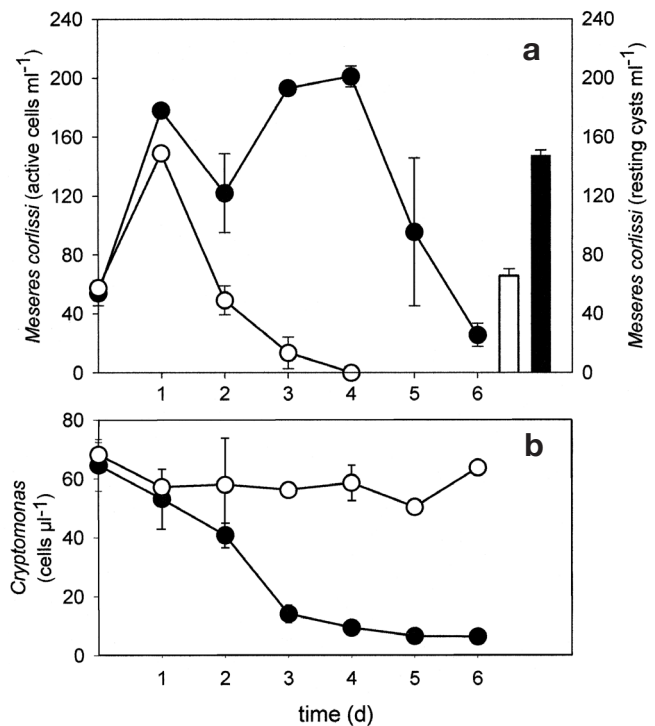 240
200
160
120
80
40
0
Meseres corlissi (active cells ml-1)
a
240
200
160
120
80
40
0
Meseres corlissi (resting cysts ml-1)
1 2 3 4 5 6
80
60
40
20
0
Cryptomonas
(cells µl-1)
b
1 2 3 4 5 6
time (d)